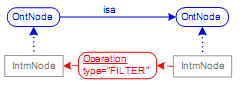 isa
OntNode
OntNode
Operation
type="FILTER"
IntmNode
IntmNode